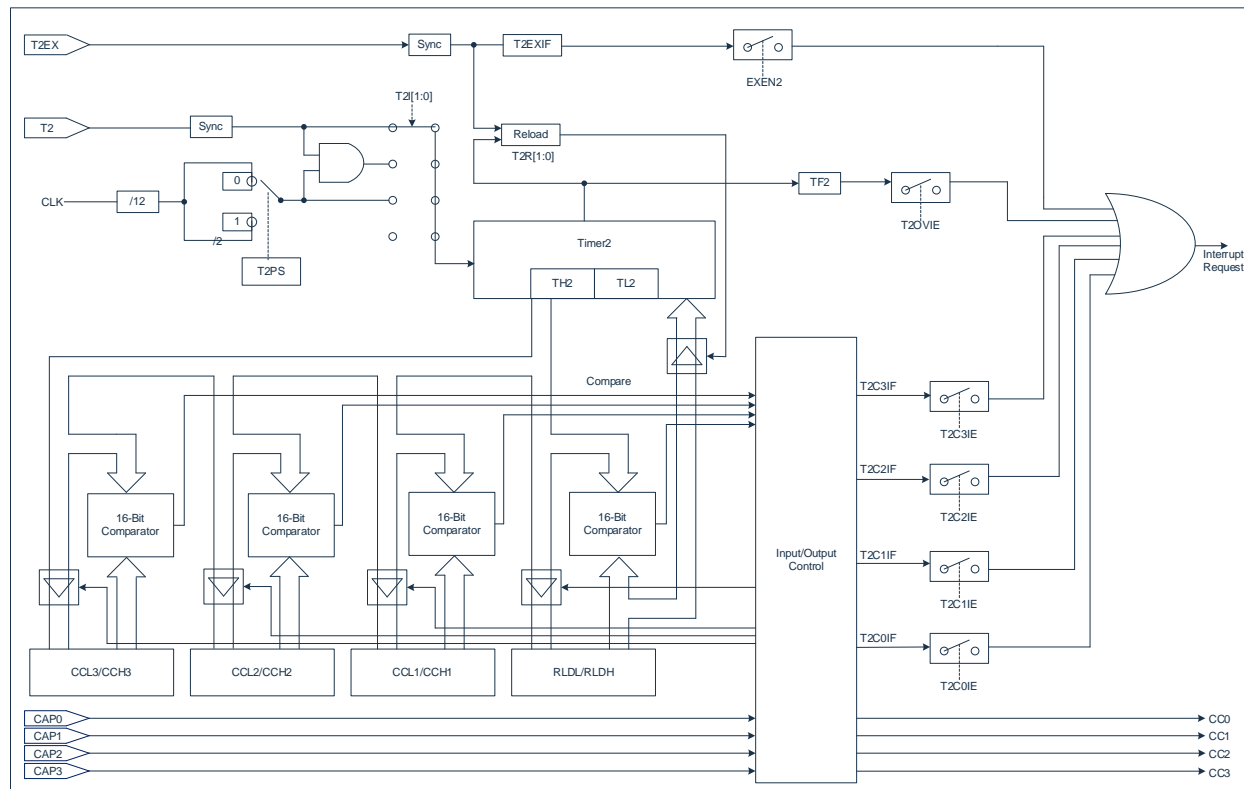 T2EX
Sync
T2EXIF
EXEN2
T2I[1:0]
T2
Sync
Reload
T2R[1:0]
CLK
/12
0
1
/2
T2PS
TF2
T2OVIE
Timer2
TH2
TL2
Interrupt
Request
Compare
T2C3IF
T2C3IE
T2C2IF
T2C2IE
T2C1IF
T2C1IE
T2C0IF
T2C0IE
16-Bit
Comparator
16-Bit
Comparator
16-Bit
Comparator
16-Bit
Comparator
Input/Output
Control
CCL3/CCH3
CCL2/CCH2
CCL1/CCH1
RLDL/RLDH
CAP0
CAP1
CAP2
CAP3
CC0
CC1
CC2
CC3